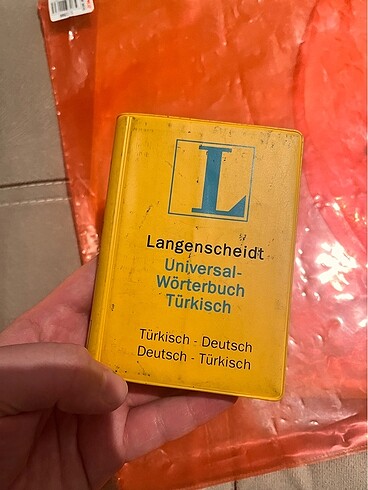 L
Langenscheidt
Universal-
Wörterbuch
Türkisch
Türkisch - Deutsch
Deutsch - Türkisch